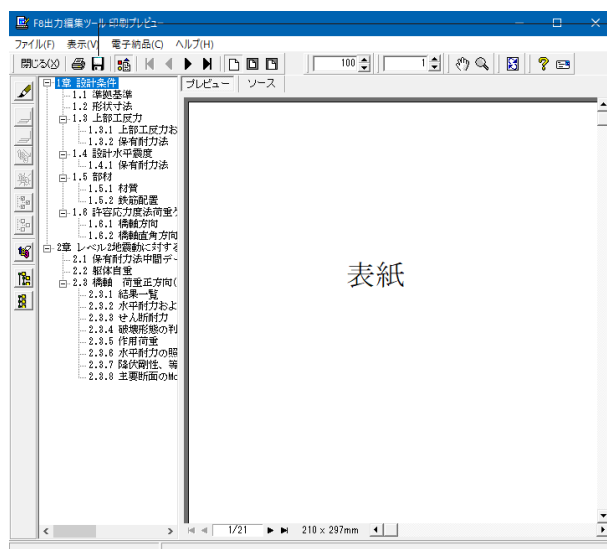 F8出力編集ツール 印刷プレビュー
ファイル(F) 表示(V) 電子納品(C) ヘルプ(H)
閉じる(X) 100 1
プレビュー ソース
1章 設計条件
1.1 準拠基準
1.2 形状寸法
1.3 上部工反力
1.3.1 上部工反力お
1.3.2 保有耐力法
1.4 設計水平震度
1.4.1 保有耐力法
1.5 部材
1.5.1 材質
1.5.2 鉄筋配置
1.6 許容応力度法荷重ケ
1.6.1 橋軸方向
1.6.2 橋軸直角方向
2章 レベル2地震動に対する
2.1 保有耐力法中間デー
2.2 躯体自重
2.3 橋軸 荷重正方向(
2.3.1 結果一覧
2.3.2 水平耐力およ
2.3.3 せん断耐力
2.3.4 破壊形態の判
2.3.5 作用荷重
2.3.6 水平耐力の照
2.3.7 降伏剛性、等
2.3.8 主要断面のMc
表紙
1/21 210 × 297mm